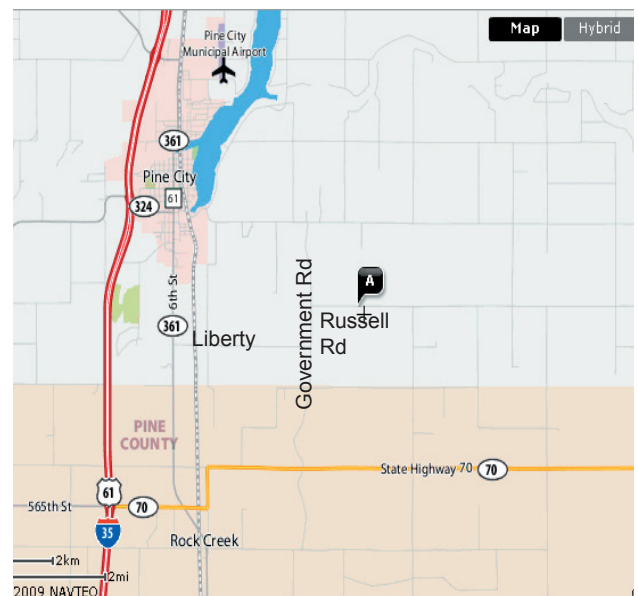 Map Hybrid
Pine City
Municipal Airport
361
Pine City
61
324
6th St
Government Rd
A
361
Liberty
Russell
Rd
PINE
COUNTY
State Highway 70
70
61
565th St
70
35
Rock Creek
2km
2mi
2009 NAVTEQ